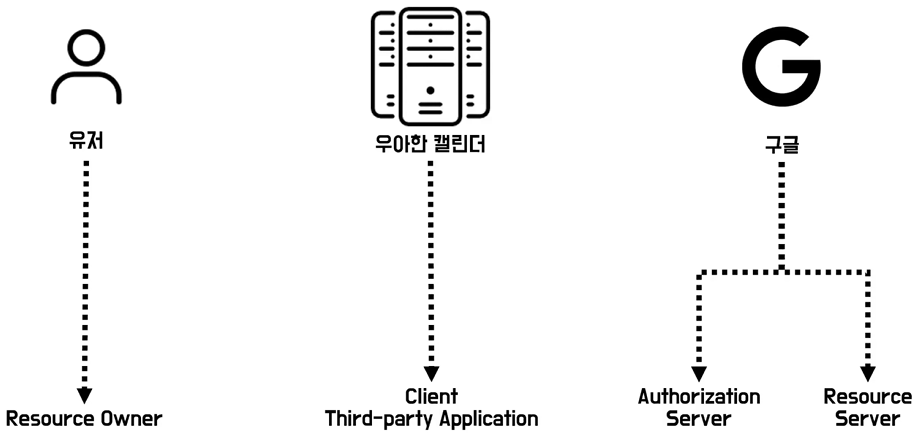 유저
우아한 캘린더
구글
Resource Owner
Client
Third-party Application
Authorization
Server
Resource
Server